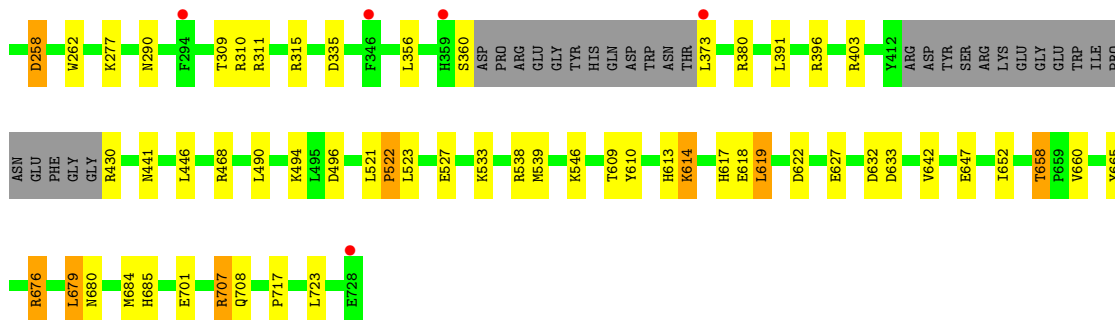 D258 W262 K277 N290 F294 T309 R310 R311 R315 D335 F346 L356 H359 S360 ASP PRO ARG GLU GLY TYR HIS GLN ASP TRP ASN THR L373 R380 L391 R396 R403 Y412 ARG ASP TYR SER ARG LYS GLU GLY GLU TRP ILE PRO
ASN GLU PHE GLY GLY R430 N441 L446 R468 L490 K494 L495 D496 L521 P522 L523 E527 K533 R538 M539 K546 T609 Y610 H613 K614 H617 E618 L619 D622 E627 D632 D633 V642 E647 I652 T658 P659 V660 Y665
R676 L679 N680 M684 H685 E701 R707 Q708 P717 L723 E728